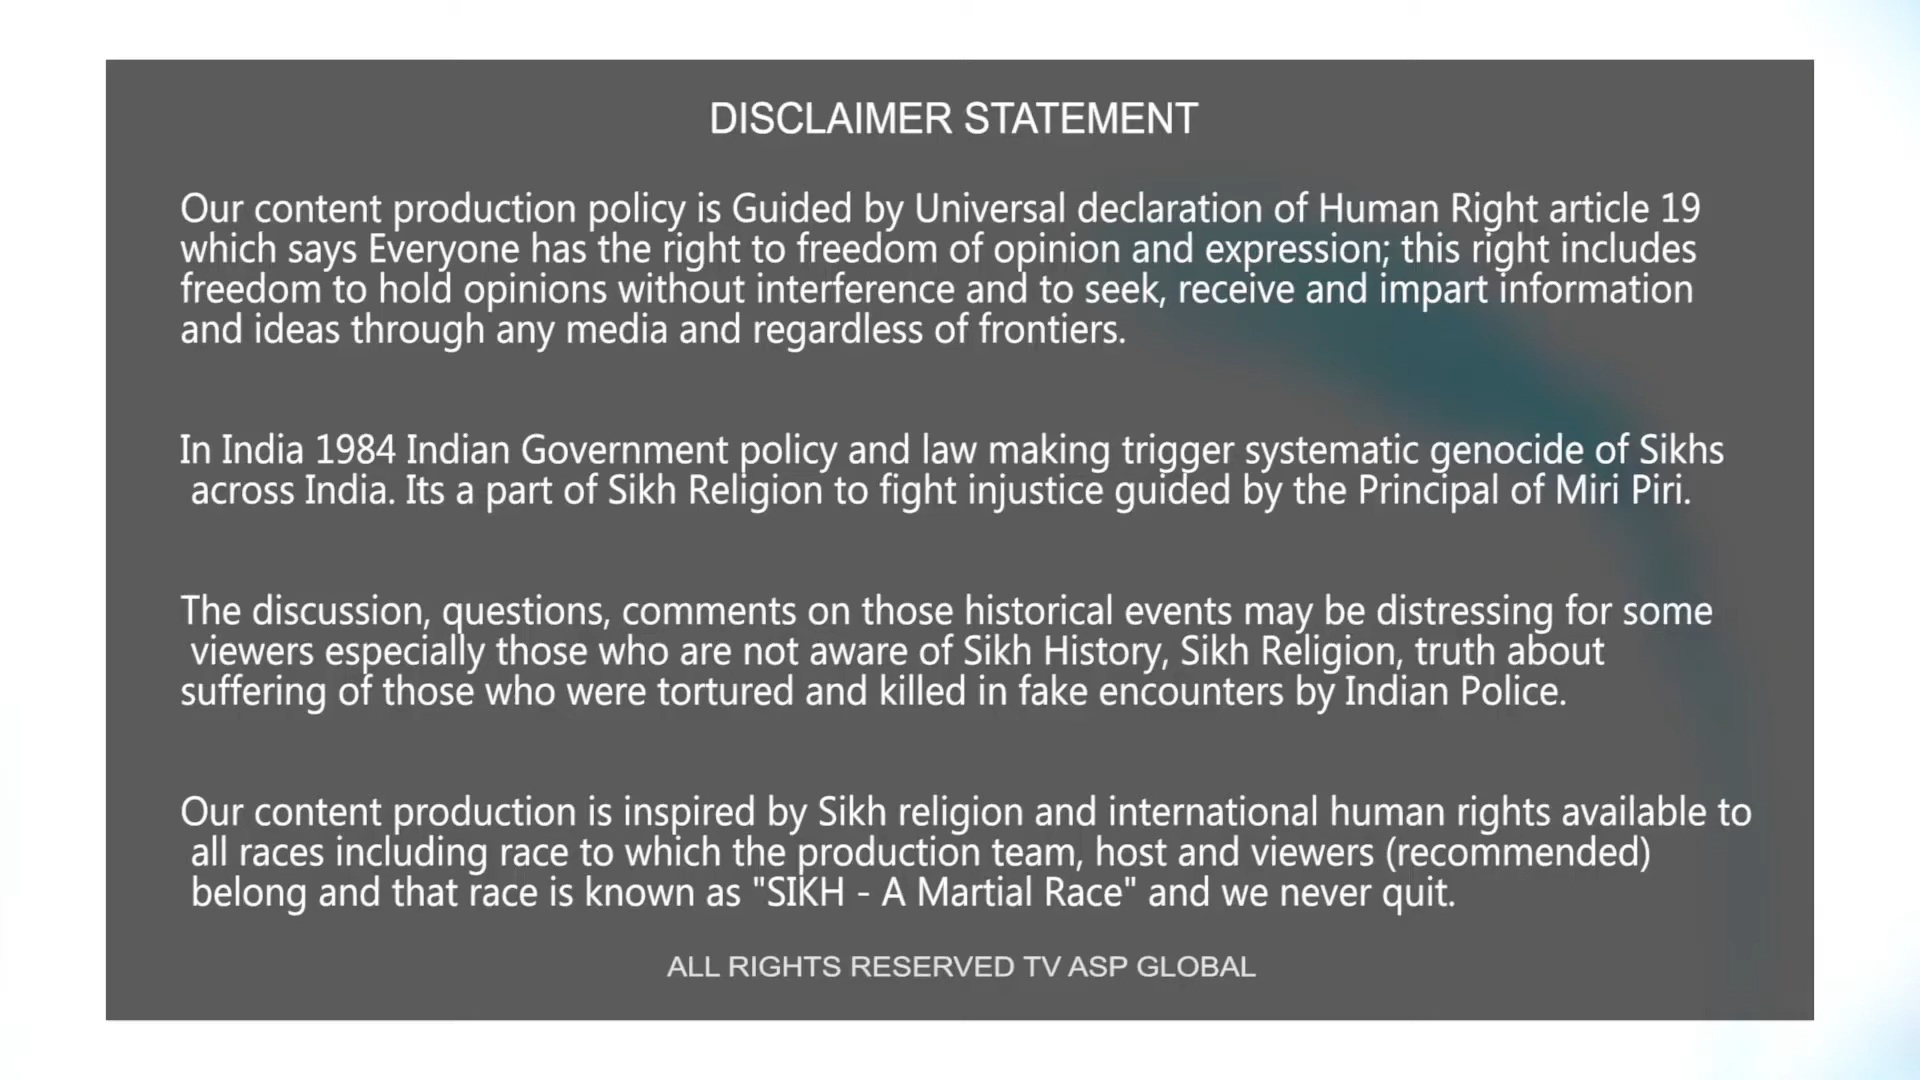 DISCLAIMER STATEMENT
Our content production policy is Guided by Universal declaration of Human Right article 19
which says Everyone has the right to freedom of opinion and expression; this right includes
freedom to hold opinions without interference and to seek, receive and impart information
and ideas through any media and regardless of frontiers.
In India 1984 Indian Government policy and law making trigger systematic genocide of Sikhs
across India. Its a part of Sikh Religion to fight injustice guided by the Principal of Miri Piri.
The discussion, questions, comments on those historical events may be distressing for some
viewers especially those who are not aware of Sikh History, Sikh Religion, truth about
suffering of those who were tortured and killed in fake encounters by Indian Police.
Our content production is inspired by Sikh religion and international human rights available to
all races including race to which the production team, host and viewers (recommended)
belong and that race is known as "SIKH - A Martial Race" and we never quit.
ALL RIGHTS RESERVED TV ASP GLOBAL